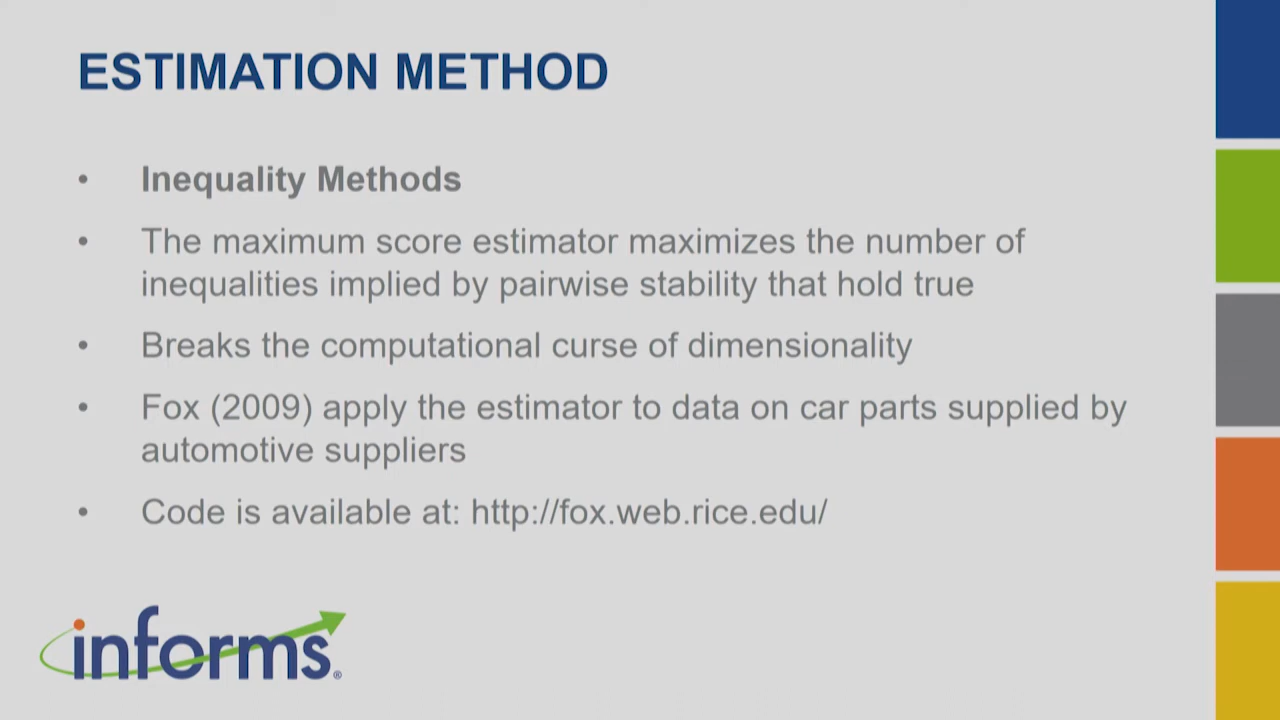 ESTIMATION METHOD
• Inequality Methods
• The maximum score estimator maximizes the number of
inequalities implied by pairwise stability that hold true
• Breaks the computational curse of dimensionality
• Fox (2009) apply the estimator to data on car parts supplied by
automotive suppliers
• Code is available at: http://fox.web.rice.edu/
informs®